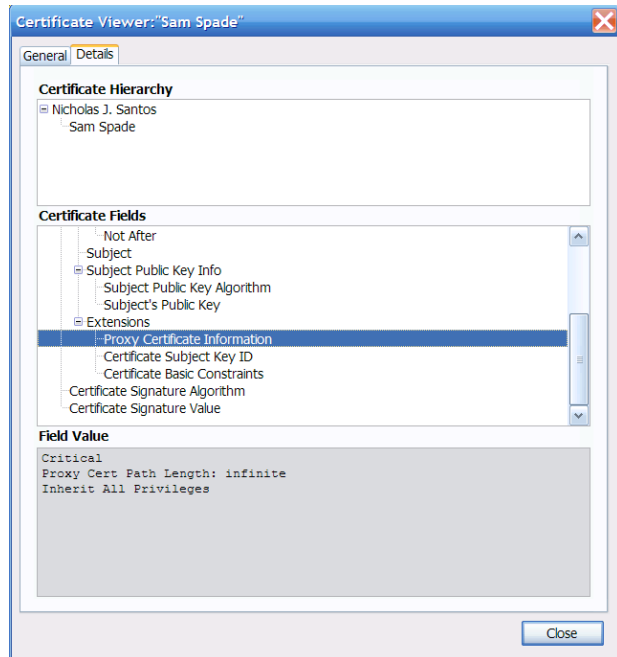 Certificate Viewer:"Sam Spade"
General Details
Certificate Hierarchy
Nicholas J. Santos
Sam Spade
Certificate Fields
Not After
Subject
Subject Public Key Info
Subject Public Key Algorithm
Subject's Public Key
Extensions
Proxy Certificate Information
Certificate Subject Key ID
Certificate Basic Constraints
Certificate Signature Algorithm
Certificate Signature Value
Field Value
Critical
Proxy Cert Path Length: infinite
Inherit All Privileges
Close